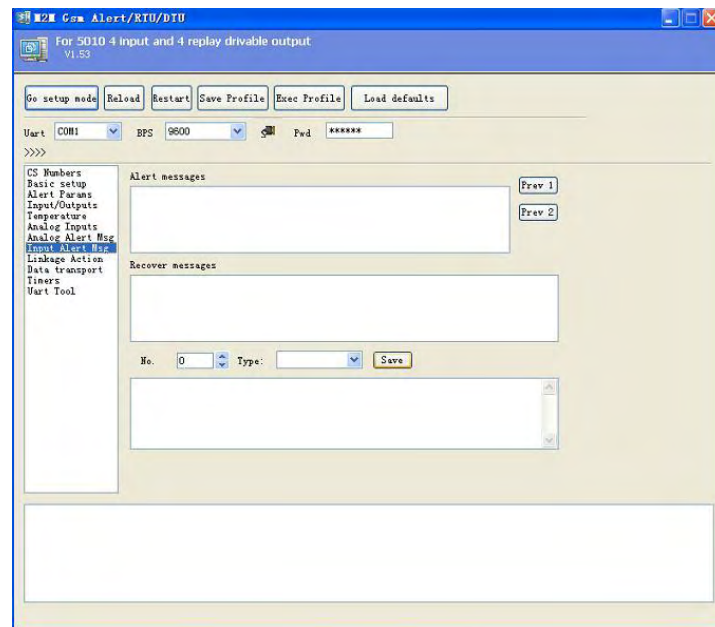 M2M Gsm Alert/RTU/DTU
For 5010 4 input and 4 replay drivable output
V1.53
Go setup mode Reload Restart Save Profile Exec Profile Load defaults
Uart COM1 BPS 9600 Pwd ******
>>>>
CS Numbers
Basic setup
Alert Params
Input/Outputs
Temperature
Analog Inputs
Analog Alert Msg
Input Alert Msg
Linkage Action
Data transport
Timers
Uart Tool
Alert messages
Prev 1
Prev 2
Recover messages
No. 0 Type: Save